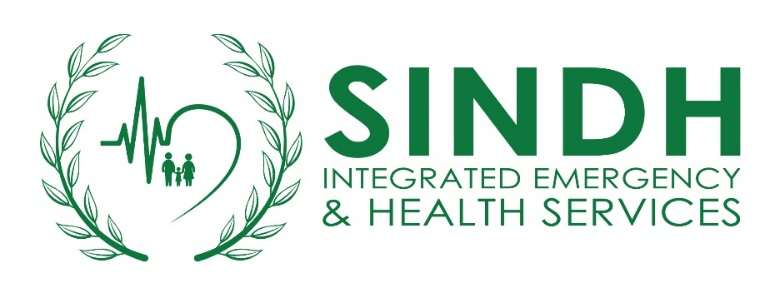 SINDH
INTEGRATED EMERGENCY
& HEALTH SERVICES